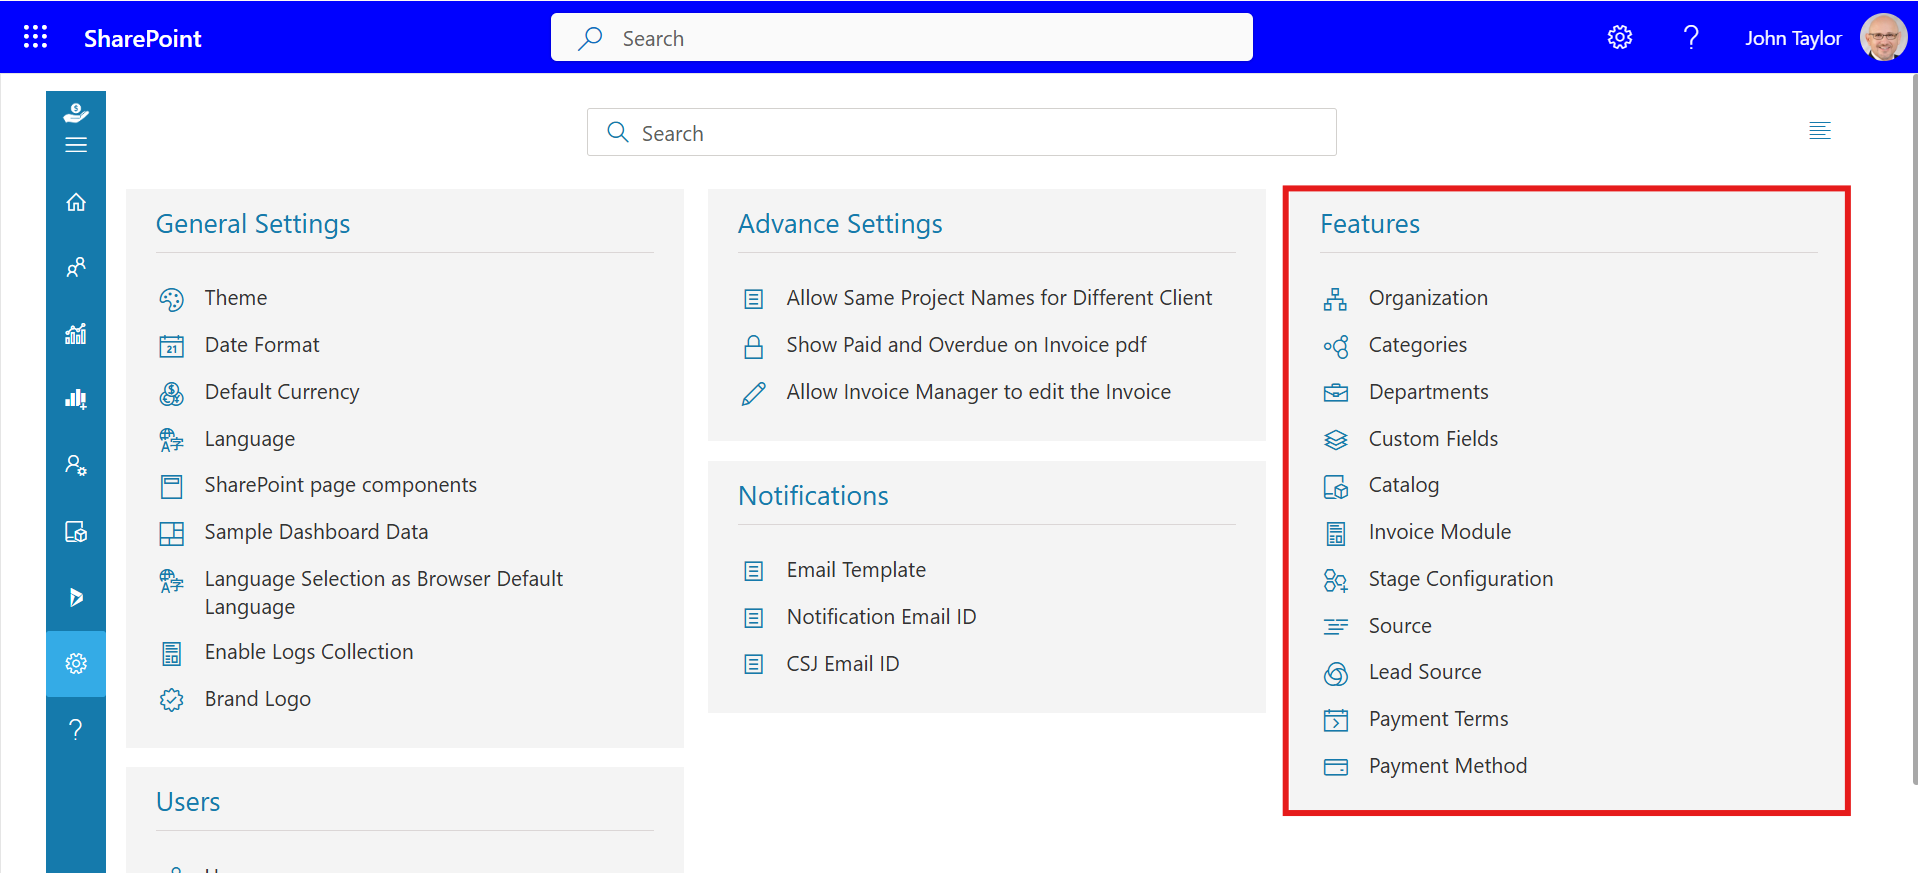 SharePoint
Search
?
John Taylor
Search
General Settings
Theme
21
Date Format
Default Currency
Language
SharePoint page components
Sample Dashboard Data
Language Selection as Browser Default
Language
Enable Logs Collection
Brand Logo
Users
Advance Settings
Allow Same Project Names for Different Client
Show Paid and Overdue on Invoice pdf
Allow Invoice Manager to edit the Invoice
Notifications
Email Template
Notification Email ID
CSJ Email ID
Features
Organization
Categories
Departments
Custom Fields
Catalog
Invoice Module
Stage Configuration
Source
Lead Source
Payment Terms
Payment Method
?